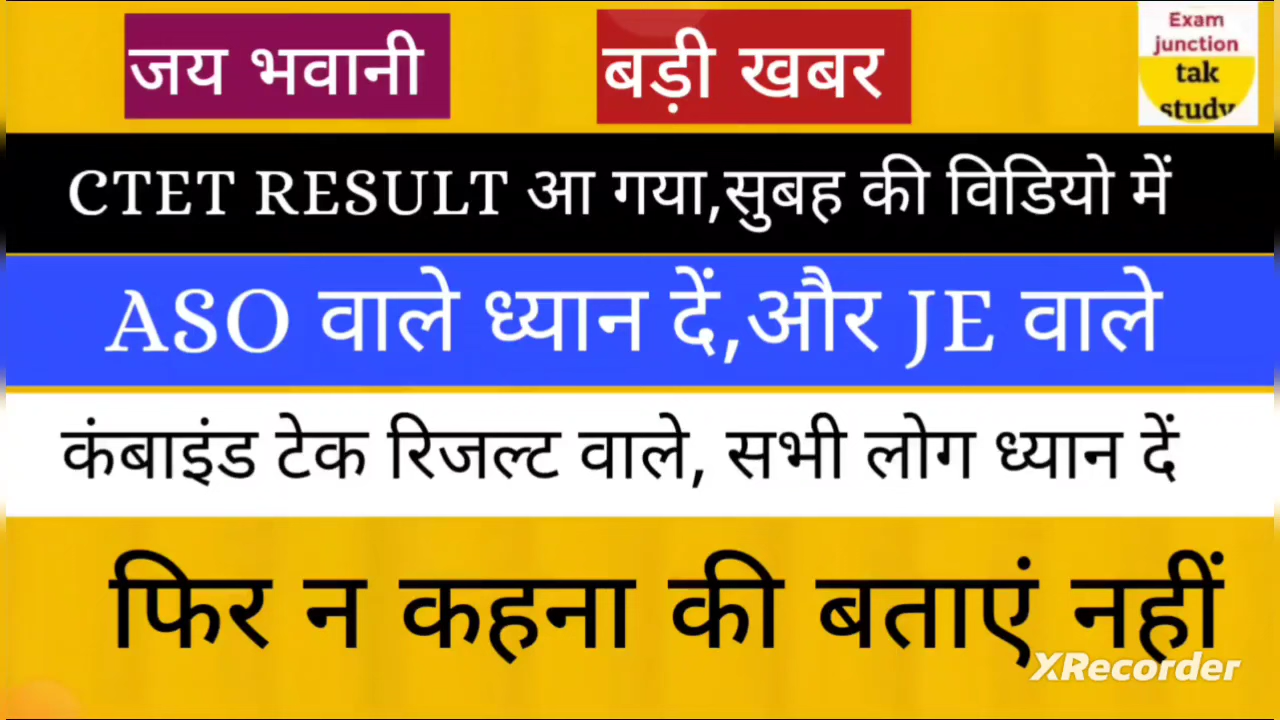 जय भवानी
बड़ी खबर
Exam
junction
tak
study
CTET RESULT आ गया,सुबह की विडियो में
ASO वाले ध्यान दें,और JE वाले
कंबाइंड टेक रिजल्ट वाले, सभी लोग ध्यान दें
फिर न कहना की बताएं नहीं
XRecorder